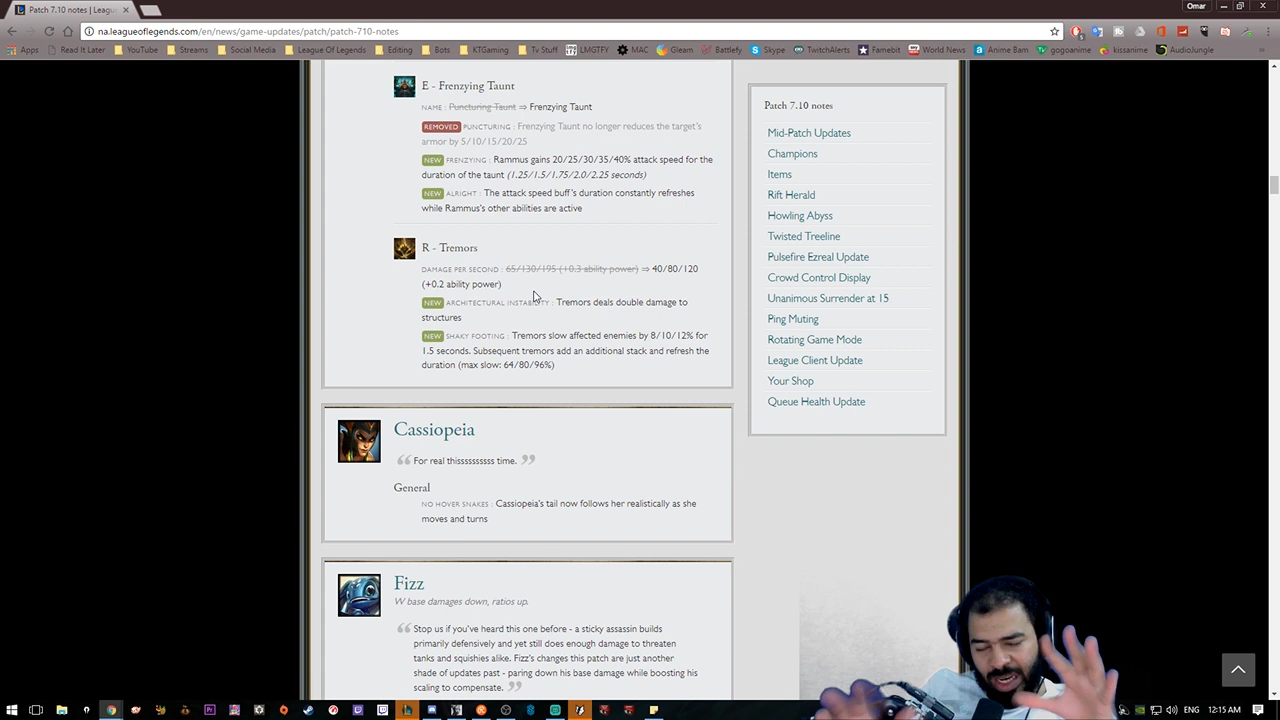 Patch 7.10 notes | Leagu
Omar
na.leagueoflegends.com/en/news/game-updates/patch/patch-710-notes
Apps Read It Later YouTube Streams Social Media League Of Legends Editing Bots KTGaming Tv Stuff LMGTFY MAC Gleam Battlefy Skype TwitchAlerts Famebit World News Anime Bam gogoanime kissanime AudioJungle
E - Frenzying Taunt
NAME : Puncturing Taunt ⇒ Frenzying Taunt
REMOVED PUNCTURING : Frenzying Taunt no longer reduces the target's
armor by 5/10/15/20/25
NEW FRENZYING : Rammus gains 20/25/30/35/40% attack speed for the
duration of the taunt (1.25/1.5/1.75/2.0/2.25 seconds)
NEW ALRIGHT : The attack speed buff's duration constantly refreshes
while Rammus's other abilities are active
R - Tremors
DAMAGE PER SECOND : 65/130/195 (+0.3 ability power) ⇒ 40/80/120
(+0.2 ability power)
NEW ARCHITECTURAL INSTABILITY : Tremors deals double damage to
structures
NEW SHAKY FOOTING : Tremors slow affected enemies by 8/10/12% for
1.5 seconds. Subsequent tremors add an additional stack and refresh the
duration (max slow: 64/80/96%)
Cassiopeia
“ For real thisssssssss time. ”
General
NO HOVER SNAKES : Cassiopeia's tail now follows her realistically as she
moves and turns
Fizz
W base damages down, ratios up.
“ Stop us if you've heard this one before - a sticky assassin builds
primarily defensively and yet still does enough damage to threaten
tanks and squishies alike. Fizz's changes this patch are just another
shade of updates past - paring down his base damage while boosting his
scaling to compensate. ”
Patch 7.10 notes
Mid-Patch Updates
Champions
Items
Rift Herald
Howling Abyss
Twisted Treeline
Pulsefire Ezreal Update
Crowd Control Display
Unanimous Surrender at 15
Ping Muting
Rotating Game Mode
League Client Update
Your Shop
Queue Health Update
ENG 12:15 AM